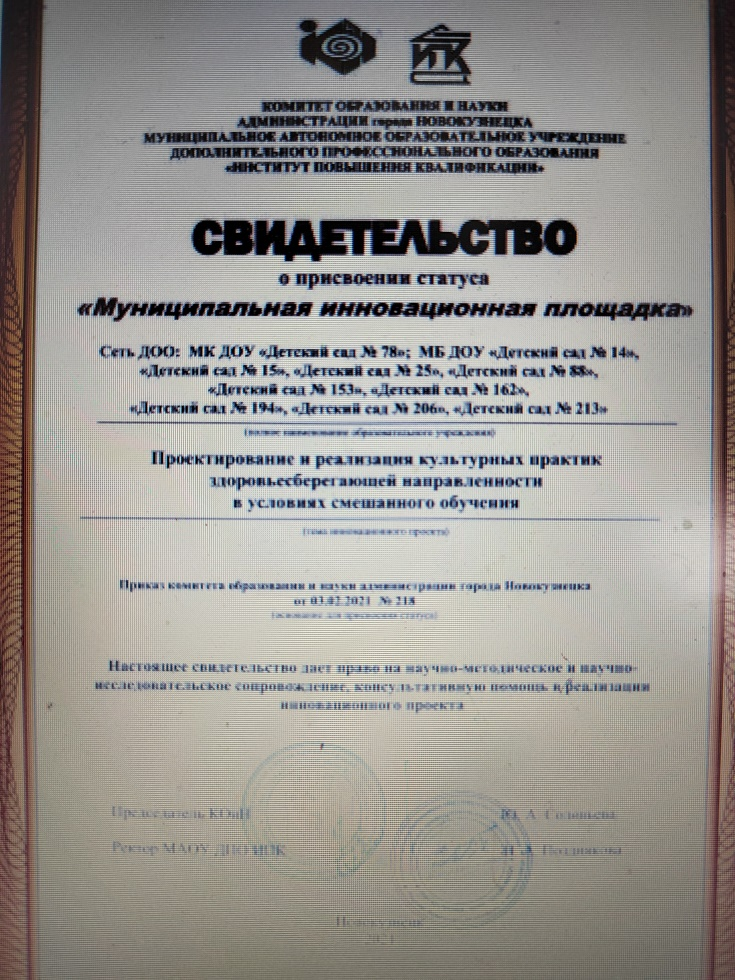 ИПК
КОМИТЕТ ОБРАЗОВАНИЯ И НАУКИ
АДМИНИСТРАЦИИ города НОВОКУЗНЕЦКА
МУНИЦИПАЛЬНОЕ АВТОНОМНОЕ ОБРАЗОВАТЕЛЬНОЕ УЧРЕЖДЕНИЕ
ДОПОЛНИТЕЛЬНОГО ПРОФЕССИОНАЛЬНОГО ОБРАЗОВАНИЯ
«ИНСТИТУТ ПОВЫШЕНИЯ КВАЛИФИКАЦИИ»
СВИДЕТЕЛЬСТВО
о присвоении статуса
«Муниципальная инновационная площадка»
Сеть ДОО: МК ДОУ «Детский сад № 78»; МБ ДОУ «Детский сад № 14»,
«Детский сад № 15», «Детский сад № 25», «Детский сад № 88»,
«Детский сад № 153», «Детский сад № 162»,
«Детский сад № 194», «Детский сад № 206», «Детский сад № 213»
(полное наименование образовательного учреждения)
Проектирование и реализация культурных практик
здоровьесберегающей направленности
в условиях смешанного обучения
(тема инновационного проекта)
Приказ комитета образования и науки администрации города Новокузнецка
от 03.02.2021 № 218
(основание для присвоения статуса)
Настоящее свидетельство дает право на научно-методическое и научно-
исследовательское сопровождение, консультативную помощь в реализации
инновационного проекта
Председатель КОиН Ю. А. Соловьева
Ректор МАОУ ДПО ИПК Позднякова
Новокузнецк
2021